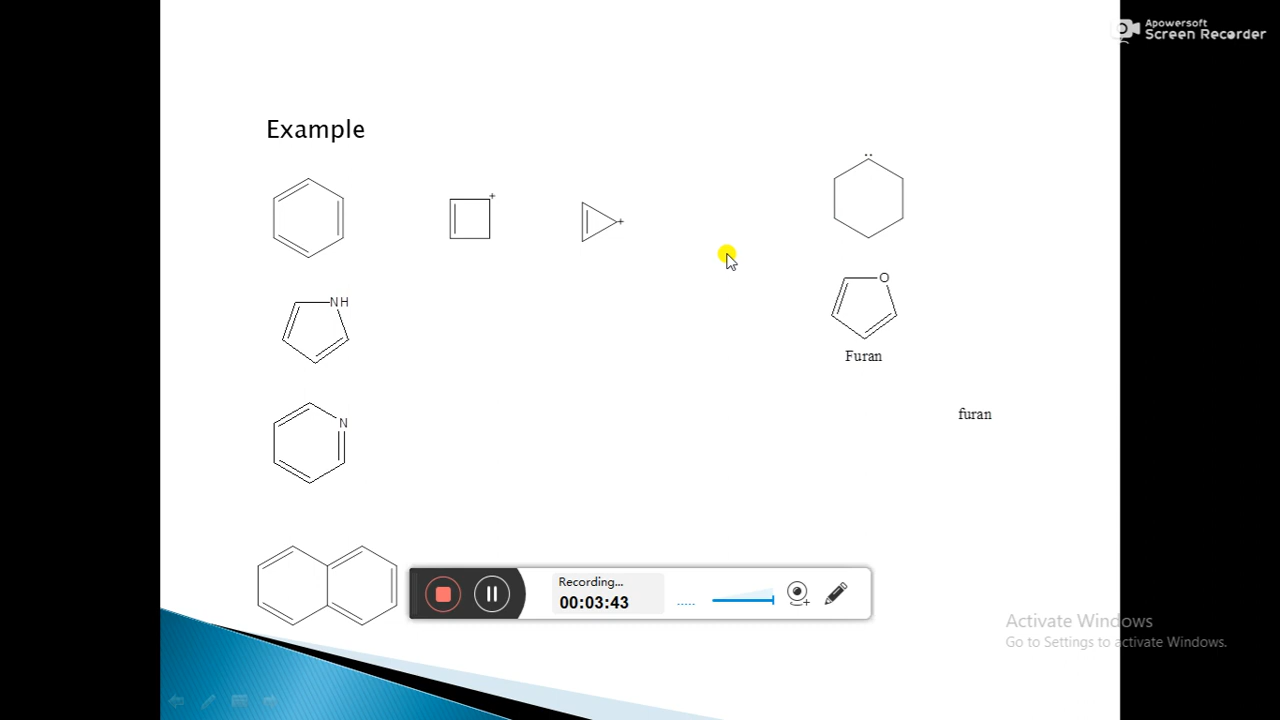 Apowersoft
Screen Recorder
Example
+
+
NH
O
Furan
furan
N
Recording...
00:03:43
Activate Windows
Go to Settings to activate Windows.